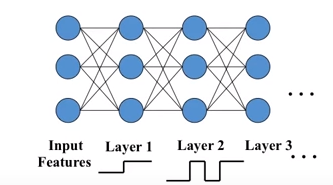 Input Features
Layer 1
Layer 2
Layer 3
...
...